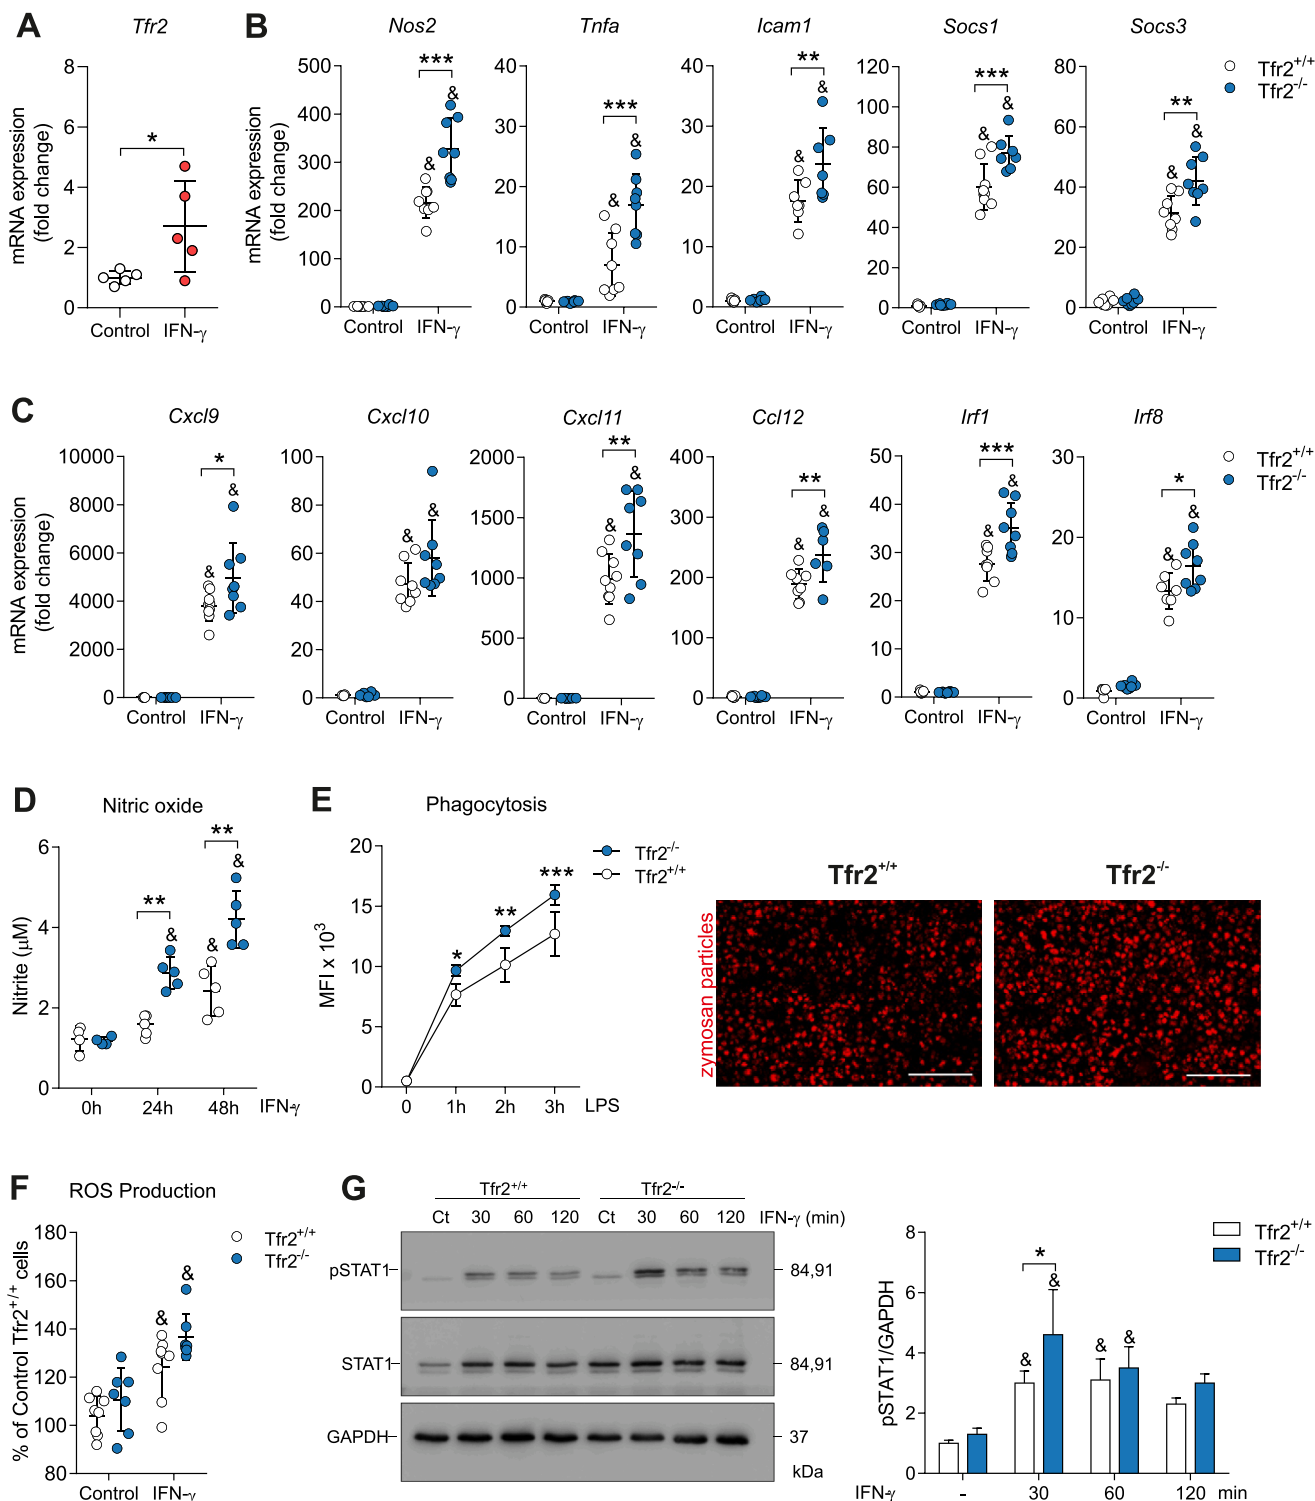 A
Tfr2
mRNA expression
(fold change)
8
6
4
2
0
*
Control IFN-γ
B
Nos2
mRNA expression
(fold change)
500
400
300
200
100
0
***
&
&
Control IFN-γ
Tnfa
40
30
20
10
0
***
&
&
Control IFN-γ
Icam1
40
30
20
10
0
**
&
&
Control IFN-γ
Socs1
120
100
80
60
40
20
0
***
&
&
Control IFN-γ
Socs3
80
60
40
20
0
**
&
&
Control IFN-γ
Tfr2+/+
Tfr2-/-
C
Cxcl9
mRNA expression
(fold change)
10000
8000
6000
4000
2000
0
*
&
&
Control IFN-γ
Cxcl10
100
80
60
40
20
0
&
&
Control IFN-γ
Cxcl11
2000
1500
1000
500
0
**
&
&
Control IFN-γ
Ccl12
400
300
200
100
0
**
&
&
Control IFN-γ
Irf1
50
40
30
20
10
0
***
&
&
Control IFN-γ
Irf8
30
20
10
0
*
&
&
Control IFN-γ
Tfr2+/+
Tfr2-/-
D
Nitric oxide
Nitrite (μM)
6
4
2
0
**
&
**
&
&
0h 24h 48h IFN-γ
E
Phagocytosis
MFI x 10³
20
15
10
5
0
*
**
***
0 1h 2h 3h LPS
Tfr2-/-
Tfr2+/+
Tfr2+/+
Tfr2-/-
zymosan particles
F
ROS Production
% of Control Tfr2+/+ cells
180
160
140
120
100
80
&
&
Control IFN-γ
Tfr2+/+
Tfr2-/-
G
Tfr2+/+ Tfr2-/-
Ct 30 60 120 Ct 30 60 120 IFN-γ (min)
pSTAT1 84,91
STAT1 84,91
GAPDH 37
kDa
pSTAT1/GAPDH
8
6
4
2
0
*
&
&
&
&
IFN-γ - 30 60 120 min
Tfr2+/+
Tfr2-/-